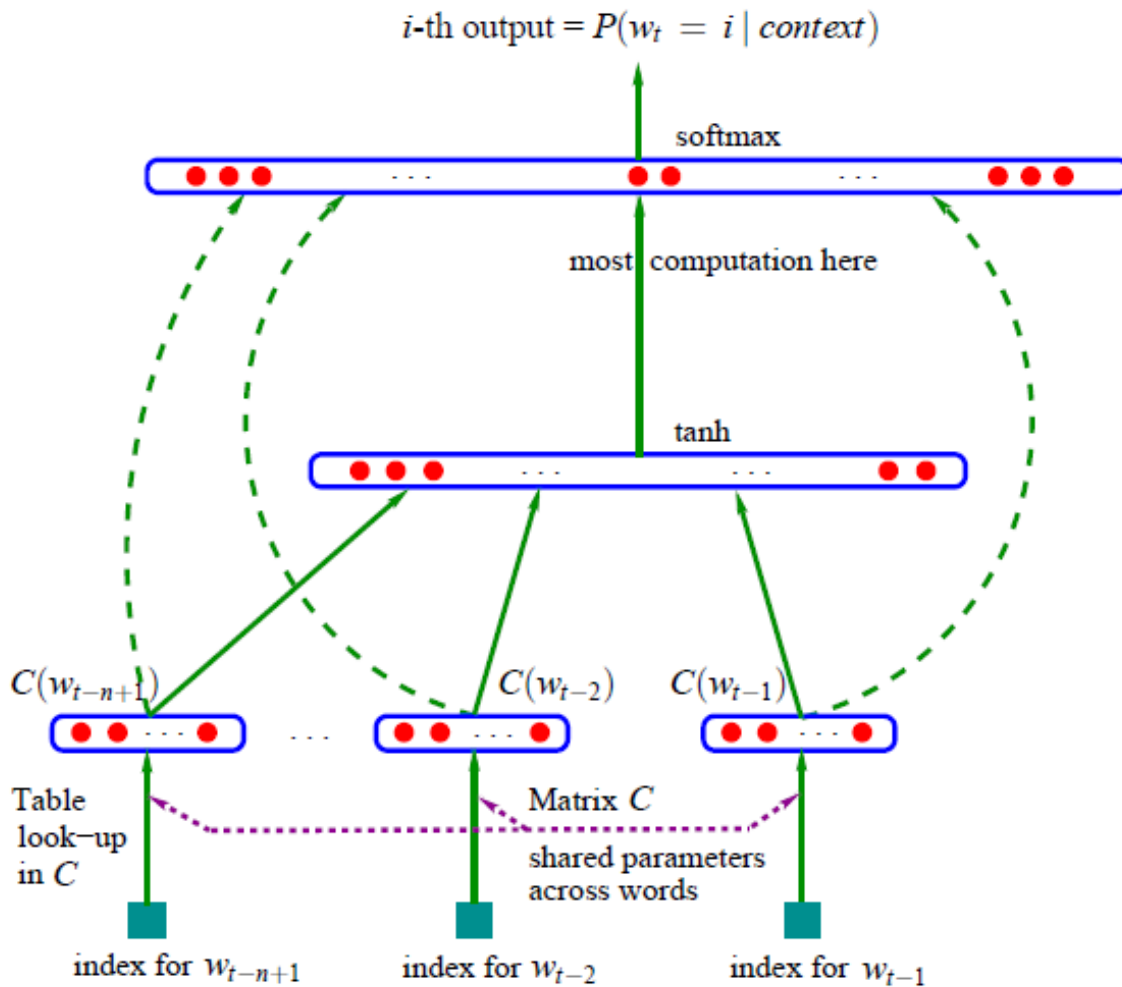 i-th output = P(w_t = i | context)
softmax
. . .
. . .
most computation here
tanh
. . .
. . .
C(w_{t-n+1})
C(w_{t-2})
C(w_{t-1})
. . .
. . .
. . .
. . .
Table
look-up
in C
Matrix C
shared parameters
across words
index for w_{t-n+1}
index for w_{t-2}
index for w_{t-1}